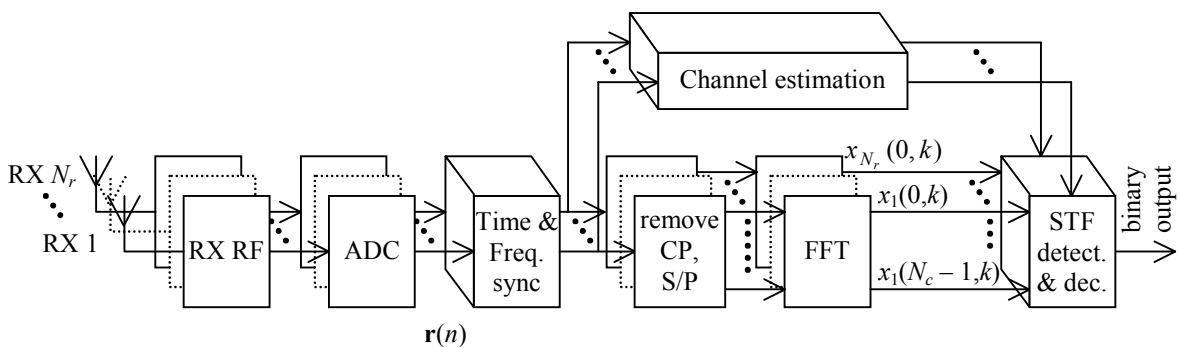 Channel estimation
RX N_r
RX 1
RX RF
ADC
Time &
Freq.
sync
remove
CP,
S/P
FFT
x_{N_r}(0, k)
x_1(0,k)
x_1(N_c − 1,k)
STF
detect.
& dec.
binary
output
r(n)